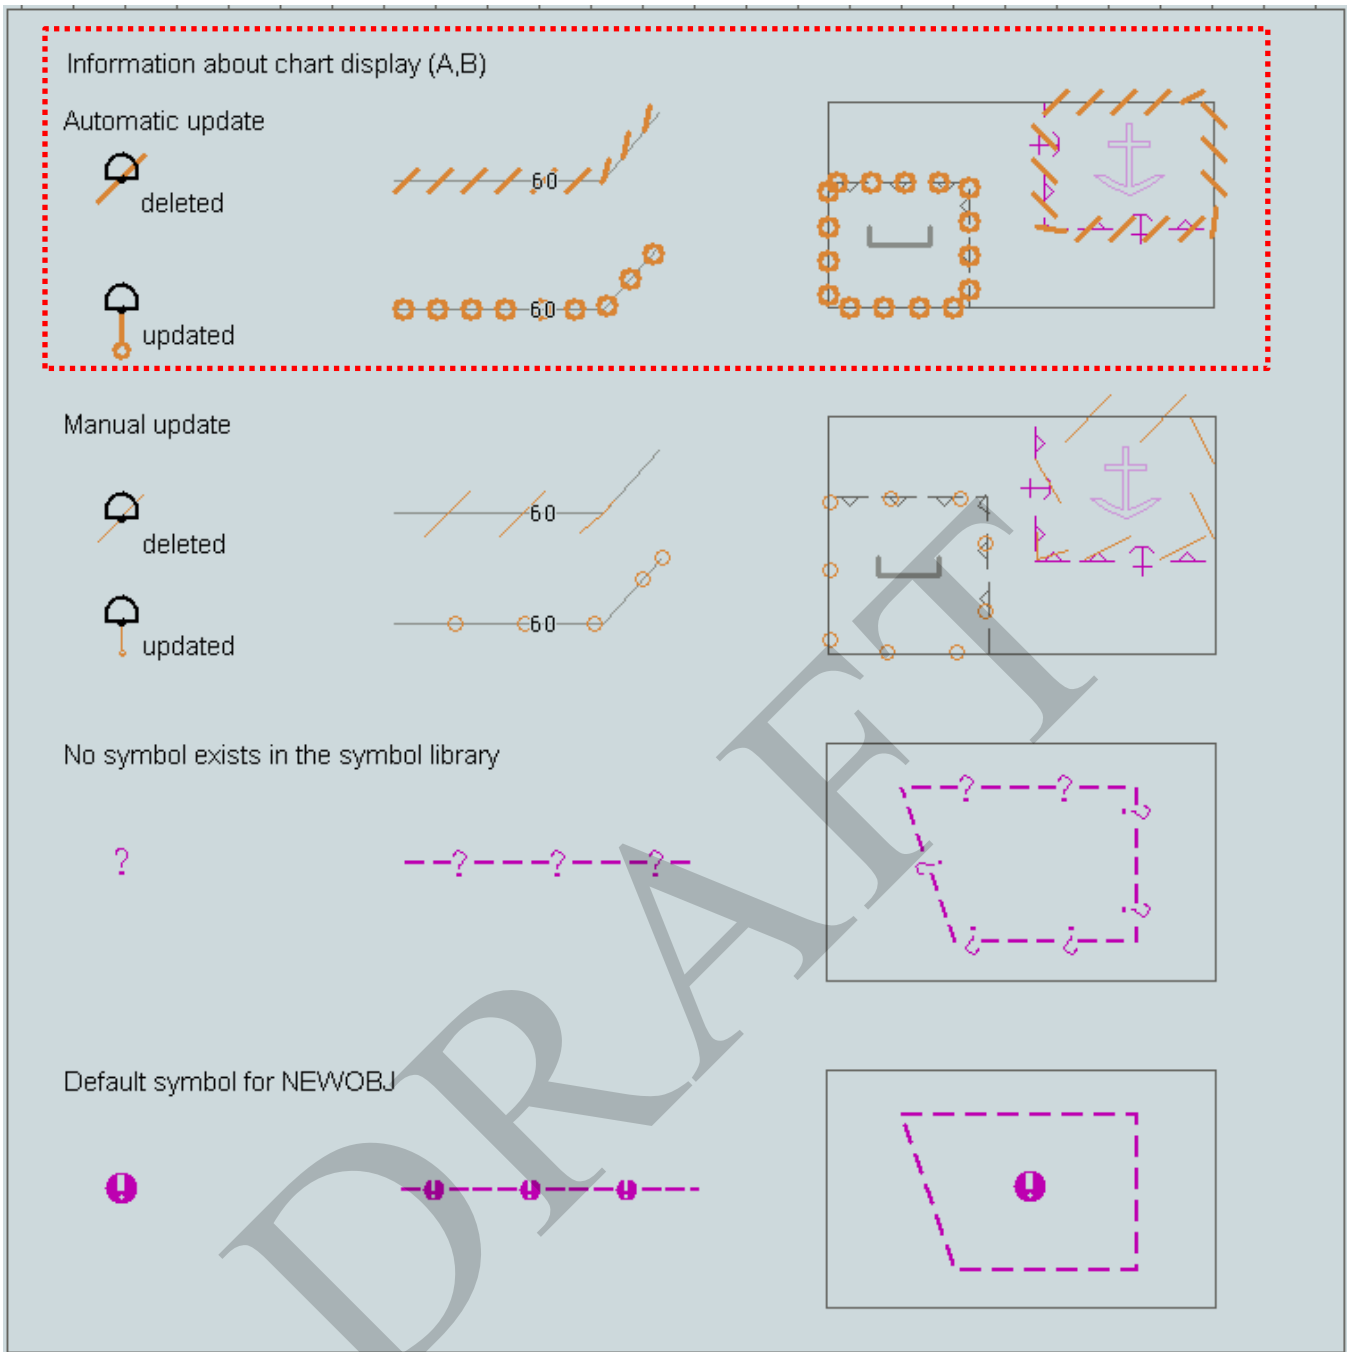 Information about chart display (A,B)
Automatic update
deleted
60
updated
60
Manual update
deleted
60
updated
60
No symbol exists in the symbol library
?
? ? ?
? ? ? ? ? ? ?
Default symbol for NEWOBJ
!
! ! !
!
DRAFT